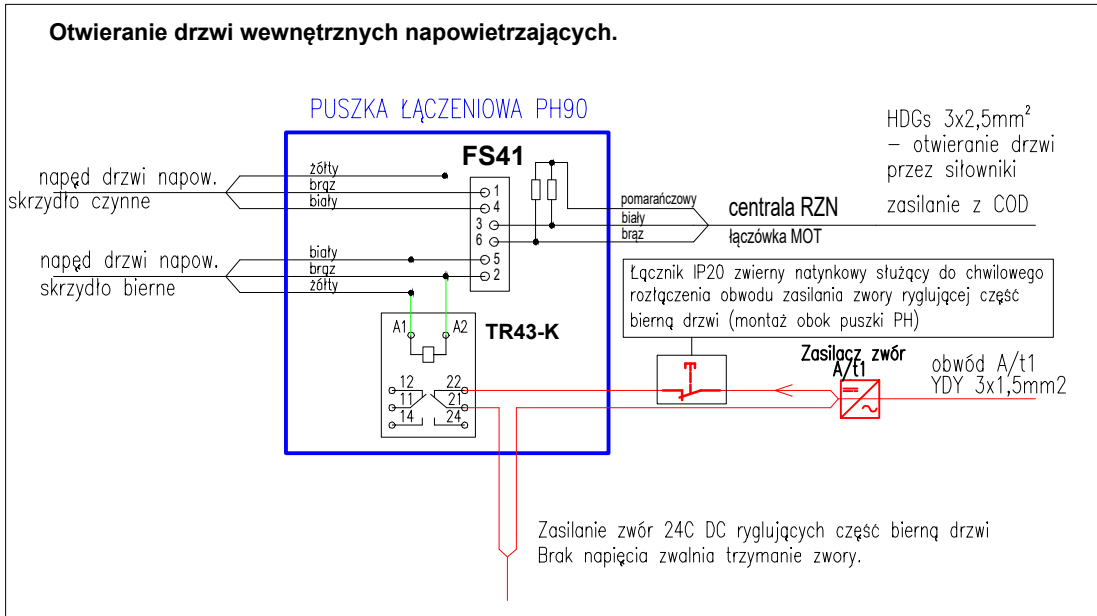 Otwieranie drzwi wewnętrznych napowietrzających.
PUSZKA ŁĄCZENIOWA PH90
HDGs 3x2,5mm²
– otwieranie drzwi
przez siłowniki
zasilanie z COD
napęd drzwi napow.
skrzydło czynne
żółty
brąz
biały
FS41
1
4
3
6
5
2
pomarańczowy
biały
brąz
centrala RZN
łączówka MOT
napęd drzwi napow.
skrzydło bierne
biały
brąz
żółty
Łącznik IP20 zwierny natynkowy służący do chwilowego
rozłączenia obwodu zasilania zwory ryglującej część
bierną drzwi (montaż obok puszki PH)
A1
A2
TR43-K
12
11
14
22
21
24
Zasilacz zwór
A/t1
obwód A/t1
YDY 3x1,5mm2
Zasilanie zwór 24C DC ryglujących część bierną drzwi
Brak napięcia zwalnia trzymanie zwory.